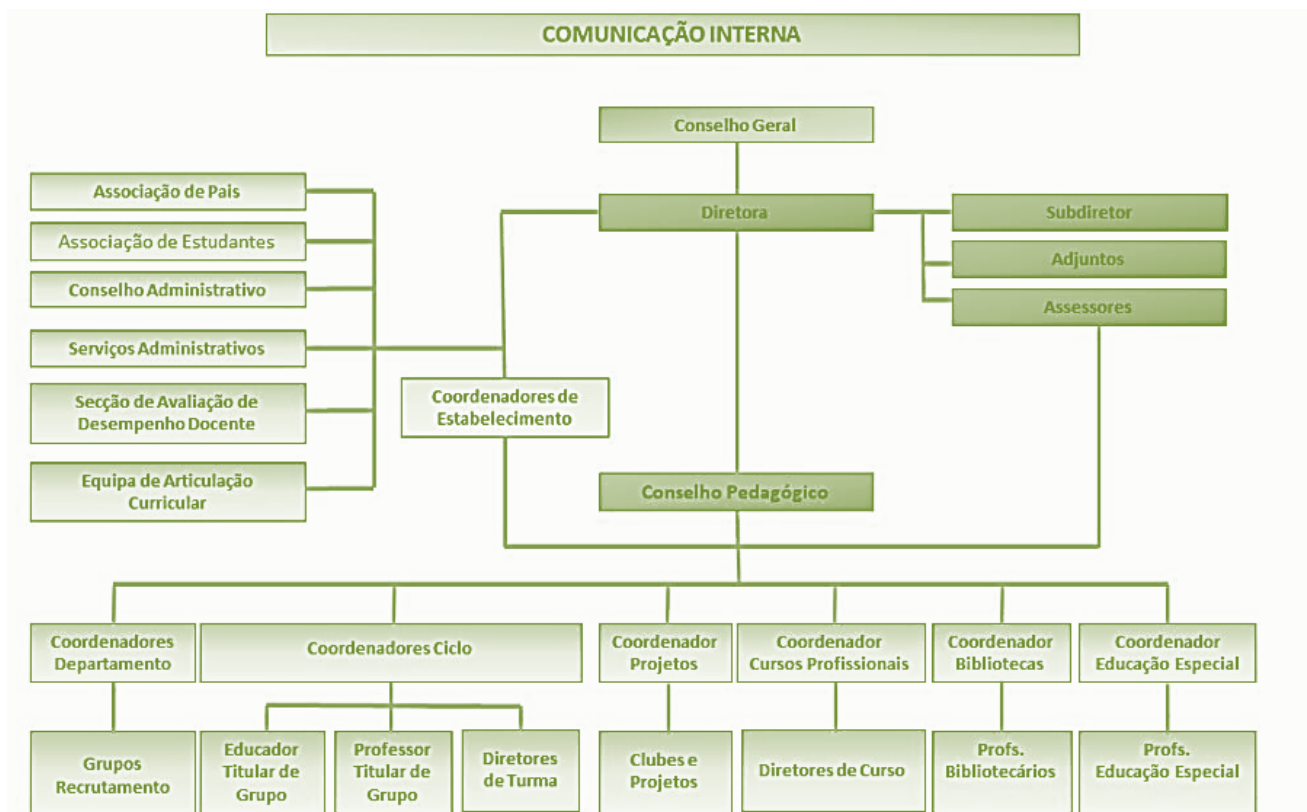 COMUNICAÇÃO INTERNA
Conselho Geral
Associação de Pais
Diretora
Subdiretor
Associação de Estudantes
Adjuntos
Conselho Administrativo
Assessores
Serviços Administrativos
Coordenadores de
Estabelecimento
Secção de Avaliação de
Desempenho Docente
Equipa de Articulação
Curricular
Conselho Pedagógico
Coordenadores
Departamento
Coordenadores Ciclo
Coordenador
Projetos
Coordenador
Cursos Profissionais
Coordenador
Bibliotecas
Coordenador
Educação Especial
Grupos
Recrutamento
Educador
Titular de
Grupo
Professor
Titular de
Grupo
Diretores
de Turma
Clubes e
Projetos
Diretores de Curso
Profs.
Bibliotecários
Profs.
Educação Especial